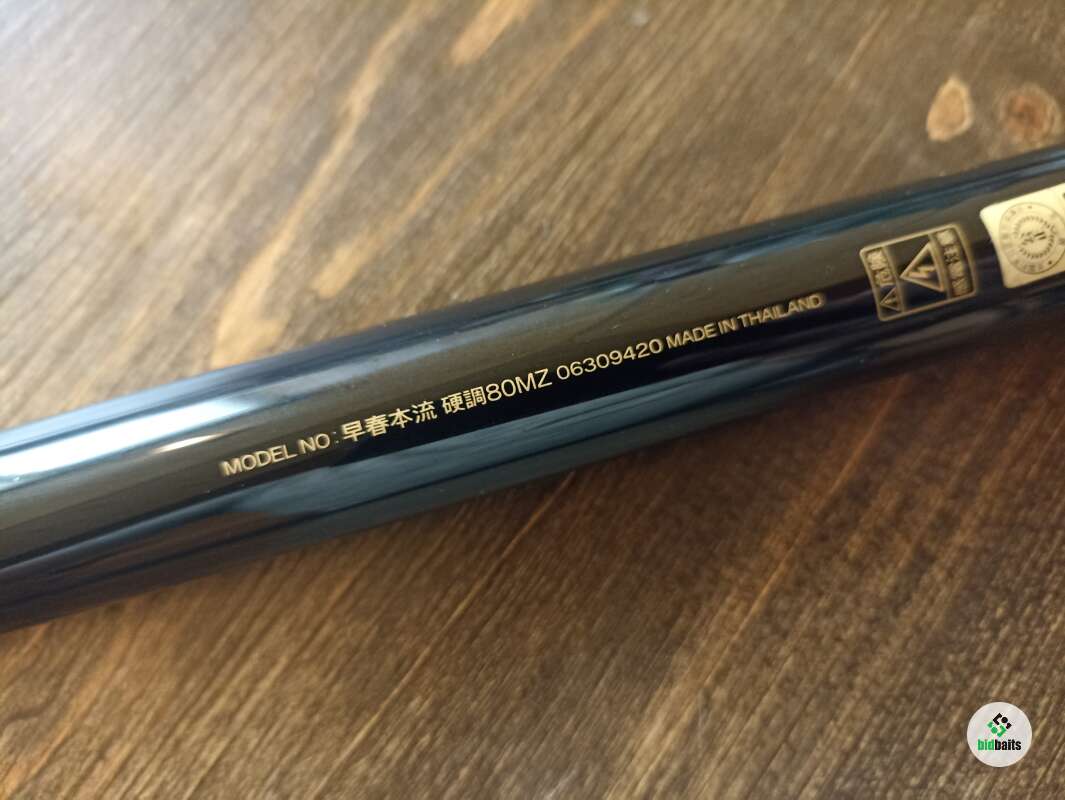 MODEL NO:早春本流 硬調80MZ 06309420 MADE IN THAILAND
bidbaits